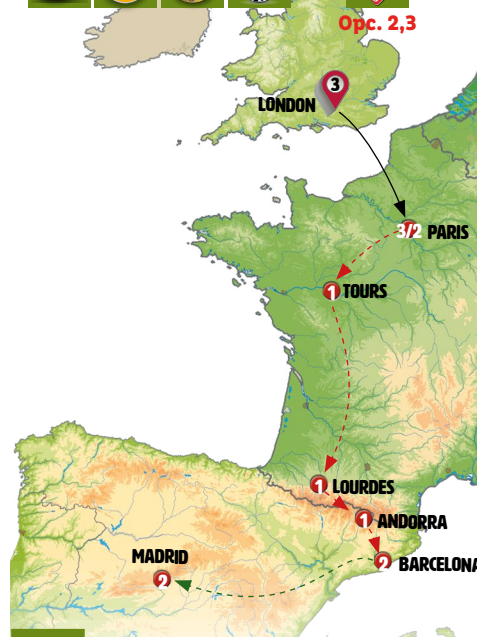 Opc. 2,3
3
LONDON
3/2 PARIS
1 TOURS
1 LOURDES
1 ANDORRA
2 BARCELONA
MADRID
2